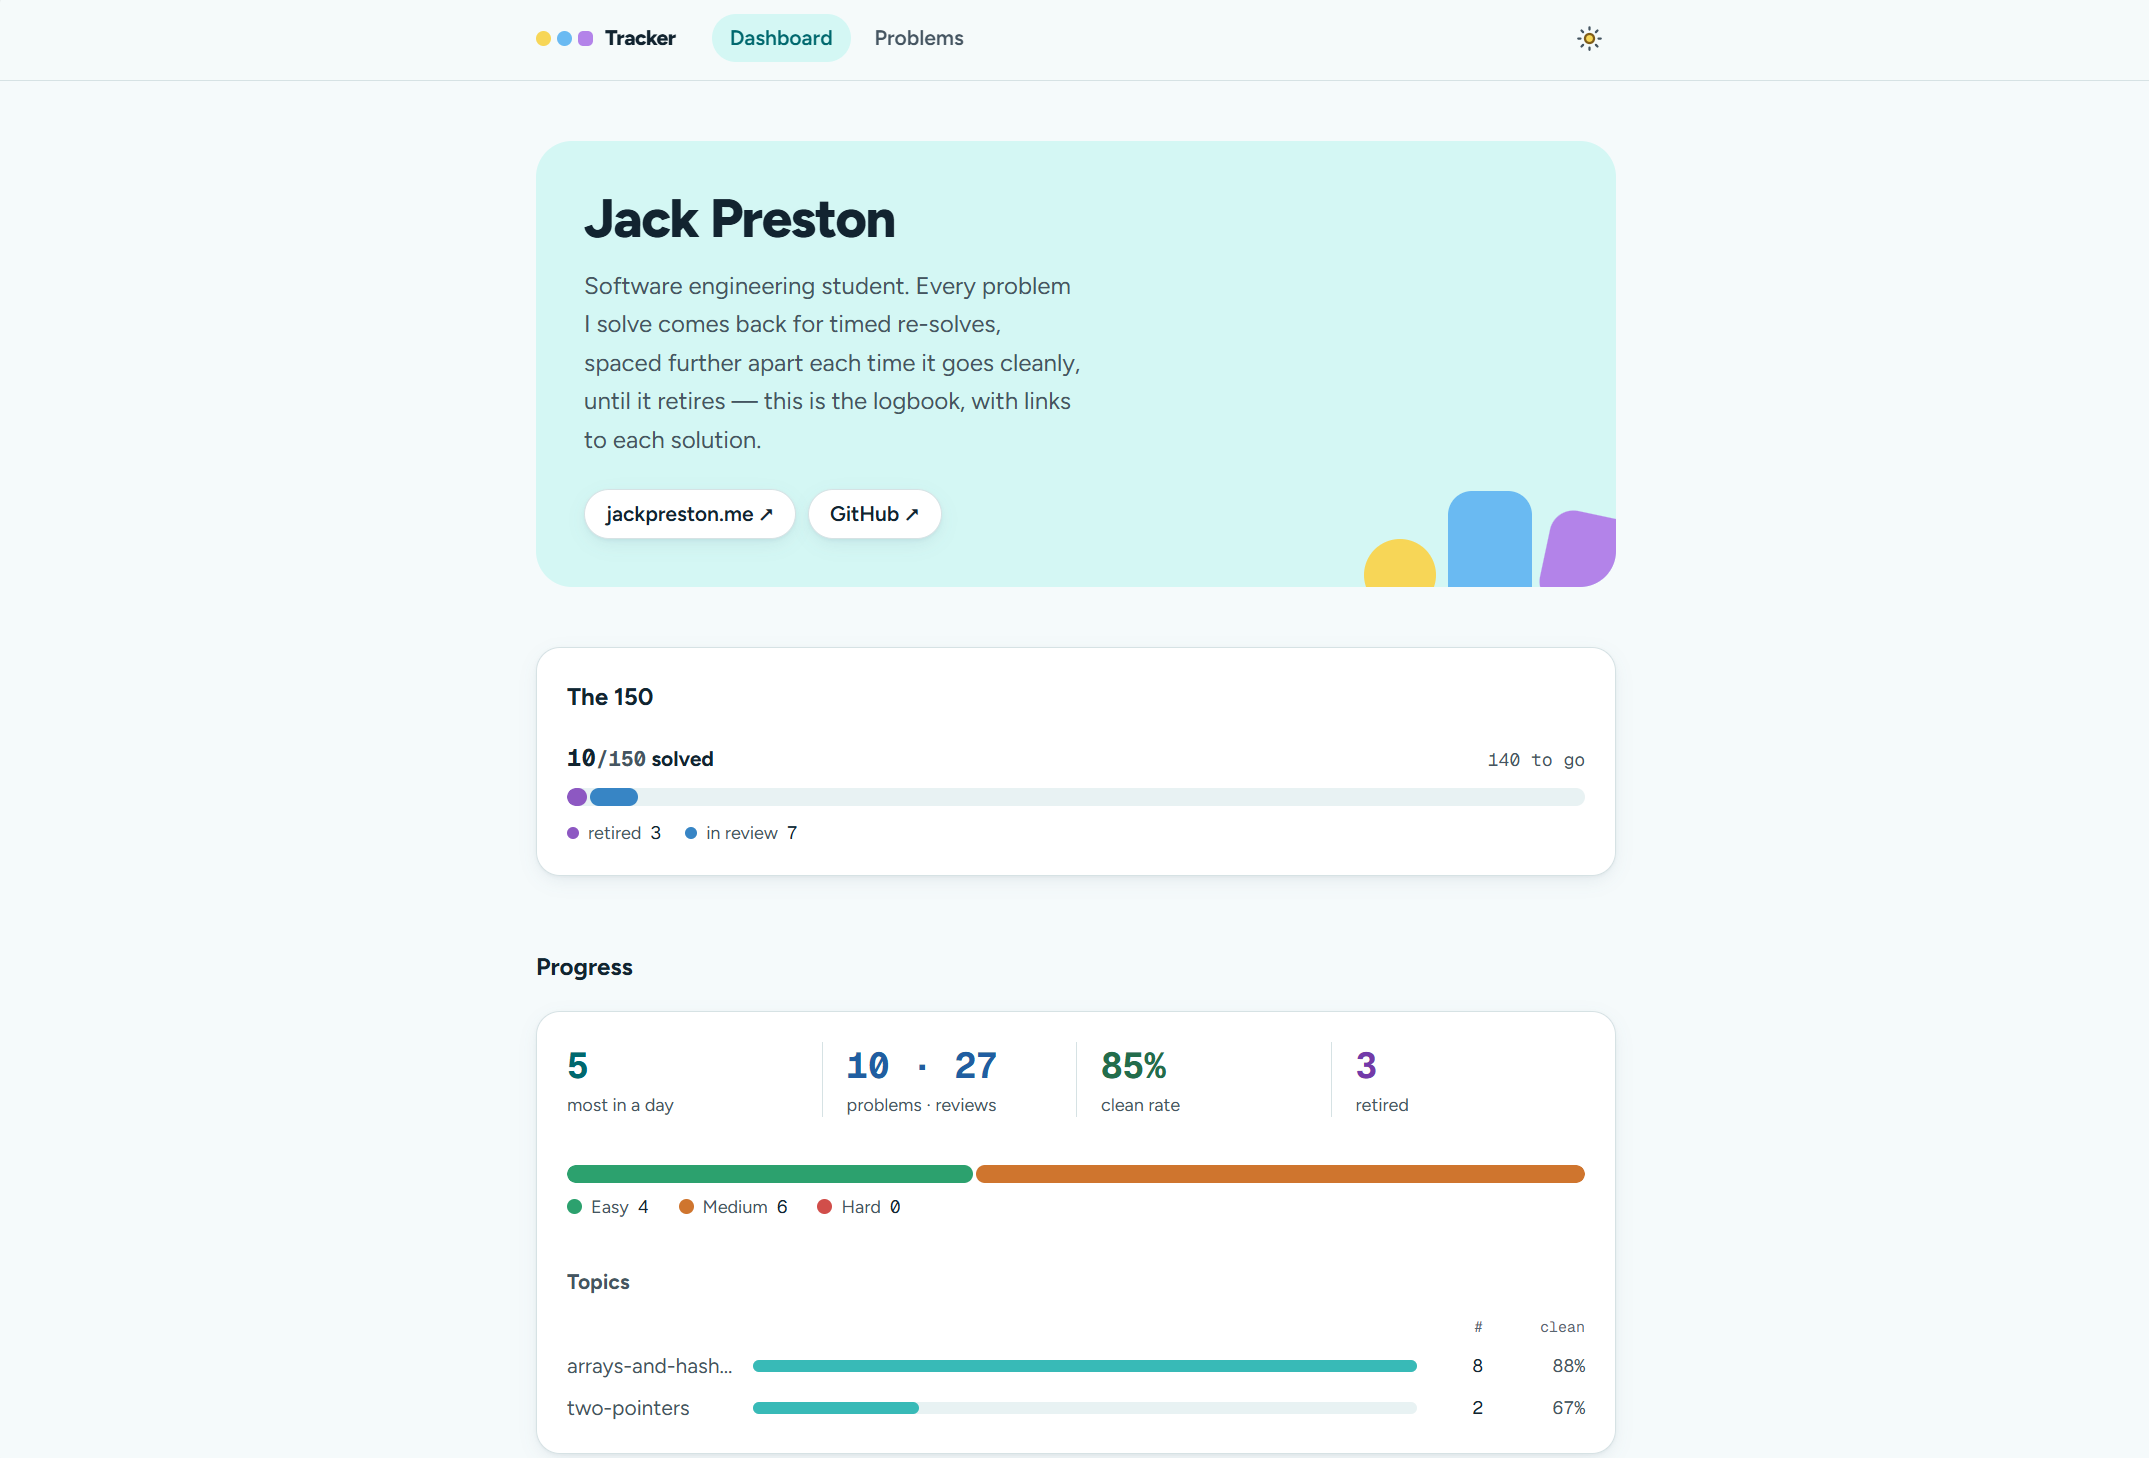 Tracker
Dashboard
Problems
Jack Preston
Software engineering student. Every problem
I solve comes back for timed re-solves,
spaced further apart each time it goes cleanly,
until it retires — this is the logbook, with links
to each solution.
jackpreston.me ↗
GitHub ↗
The 150
10/150 solved
140 to go
retired 3
in review 7
Progress
5
most in a day
10 · 27
problems · reviews
85%
clean rate
3
retired
Easy 4
Medium 6
Hard 0
Topics
# clean
arrays-and-hash... 8 88%
two-pointers 2 67%